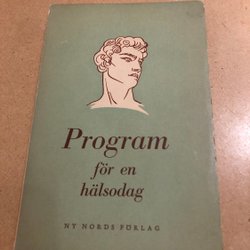 Program
för en
hälsodag
NY NORDS FÖRLAG